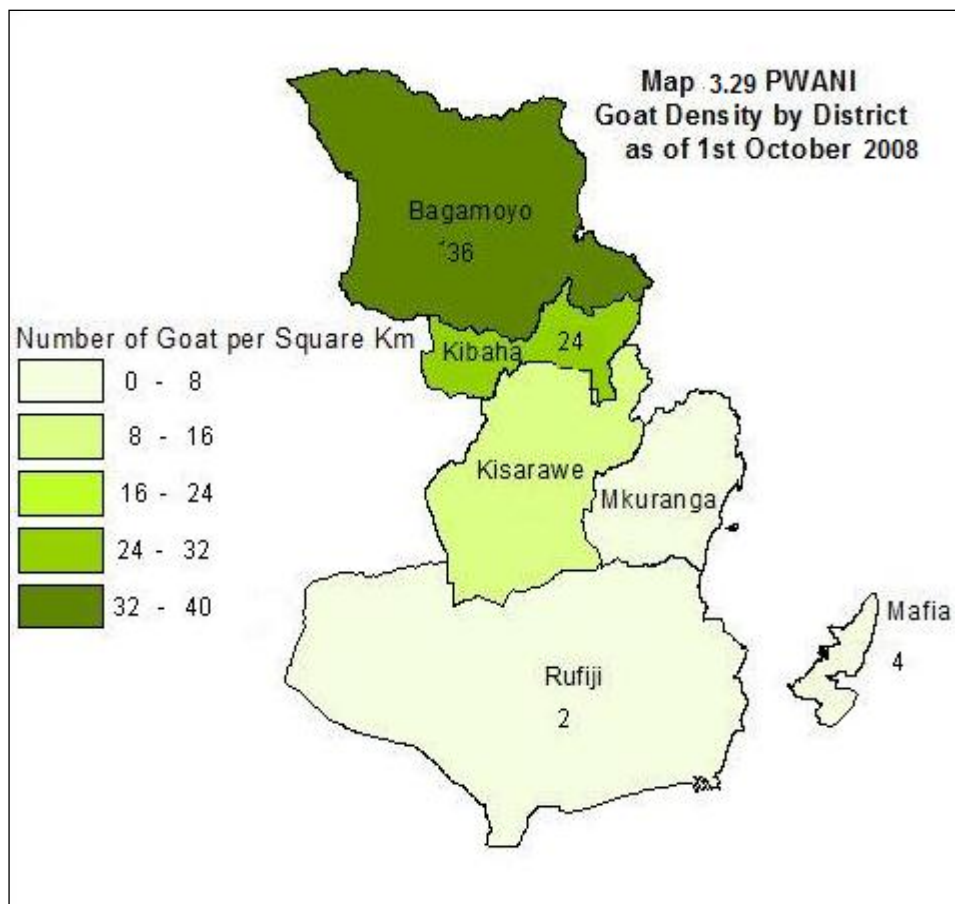 Map 3.29 PWANI
Goat Density by District
as of 1st October 2008
Bagamoyo
36
Number of Goat per Square Km
0 - 8
8 - 16
16 - 24
24 - 32
32 - 40
Kibaha
24
Kisarawe
Mkuranga
Mafia
4
Rufiji
2